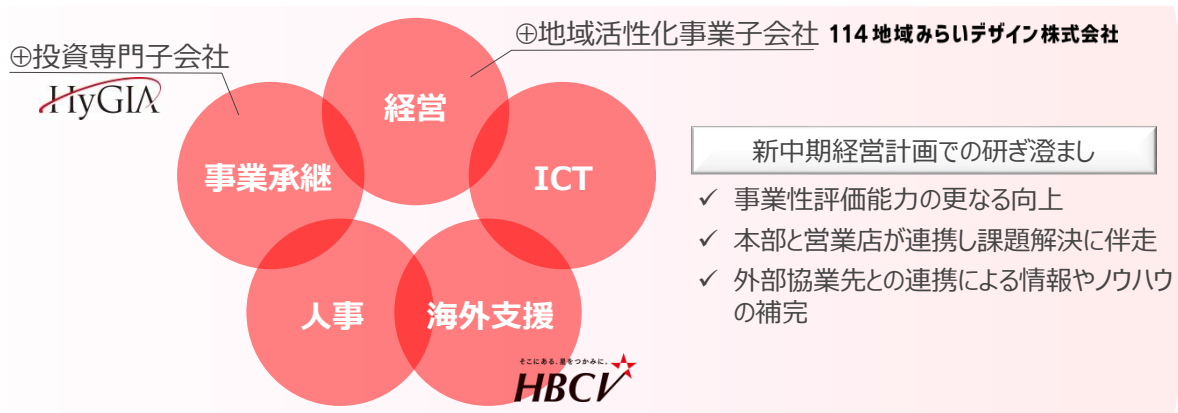 ⊕地域活性化事業子会社 114地域みらいデザイン株式会社
⊕投資専門子会社
HyGIA
経営
事業承継
ICT
人事
海外支援
そこにある、星をつかみに。
HBCV
新中期経営計画での研ぎ澄まし
✓ 事業性評価能力の更なる向上
✓ 本部と営業店が連携し課題解決に伴走
✓ 外部協業先との連携による情報やノウハウ
の補完